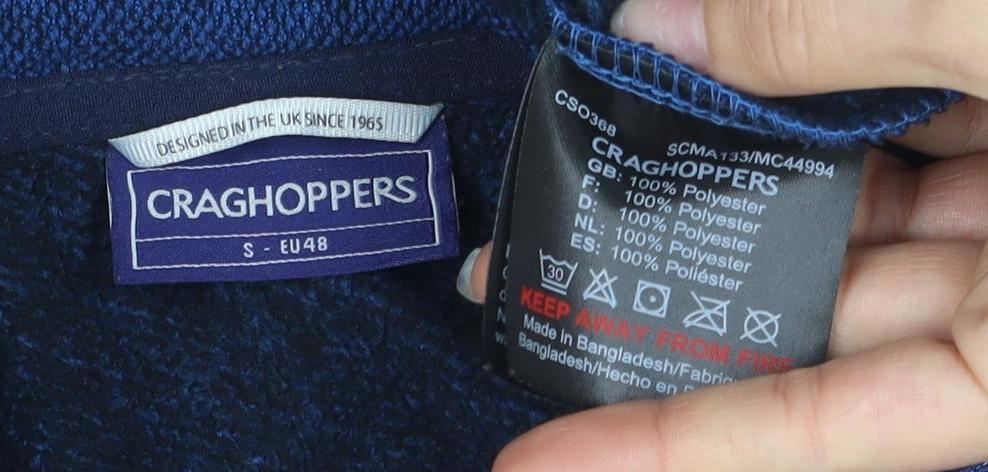 DESIGNED IN THE UK SINCE 1965
CRAGHOPPERS
S - EU48
CSO368
SCMA133/MC44994
CRAGHOPPERS
GB: 100% Polyester
F: 100% Polyester
D: 100% Polyester
NL: 100% Polyester
ES: 100% Poliéster
30
KEEP AWAY FROM FIRE
Made in Bangladesh/Fabriq
Bangladesh/Hecho en